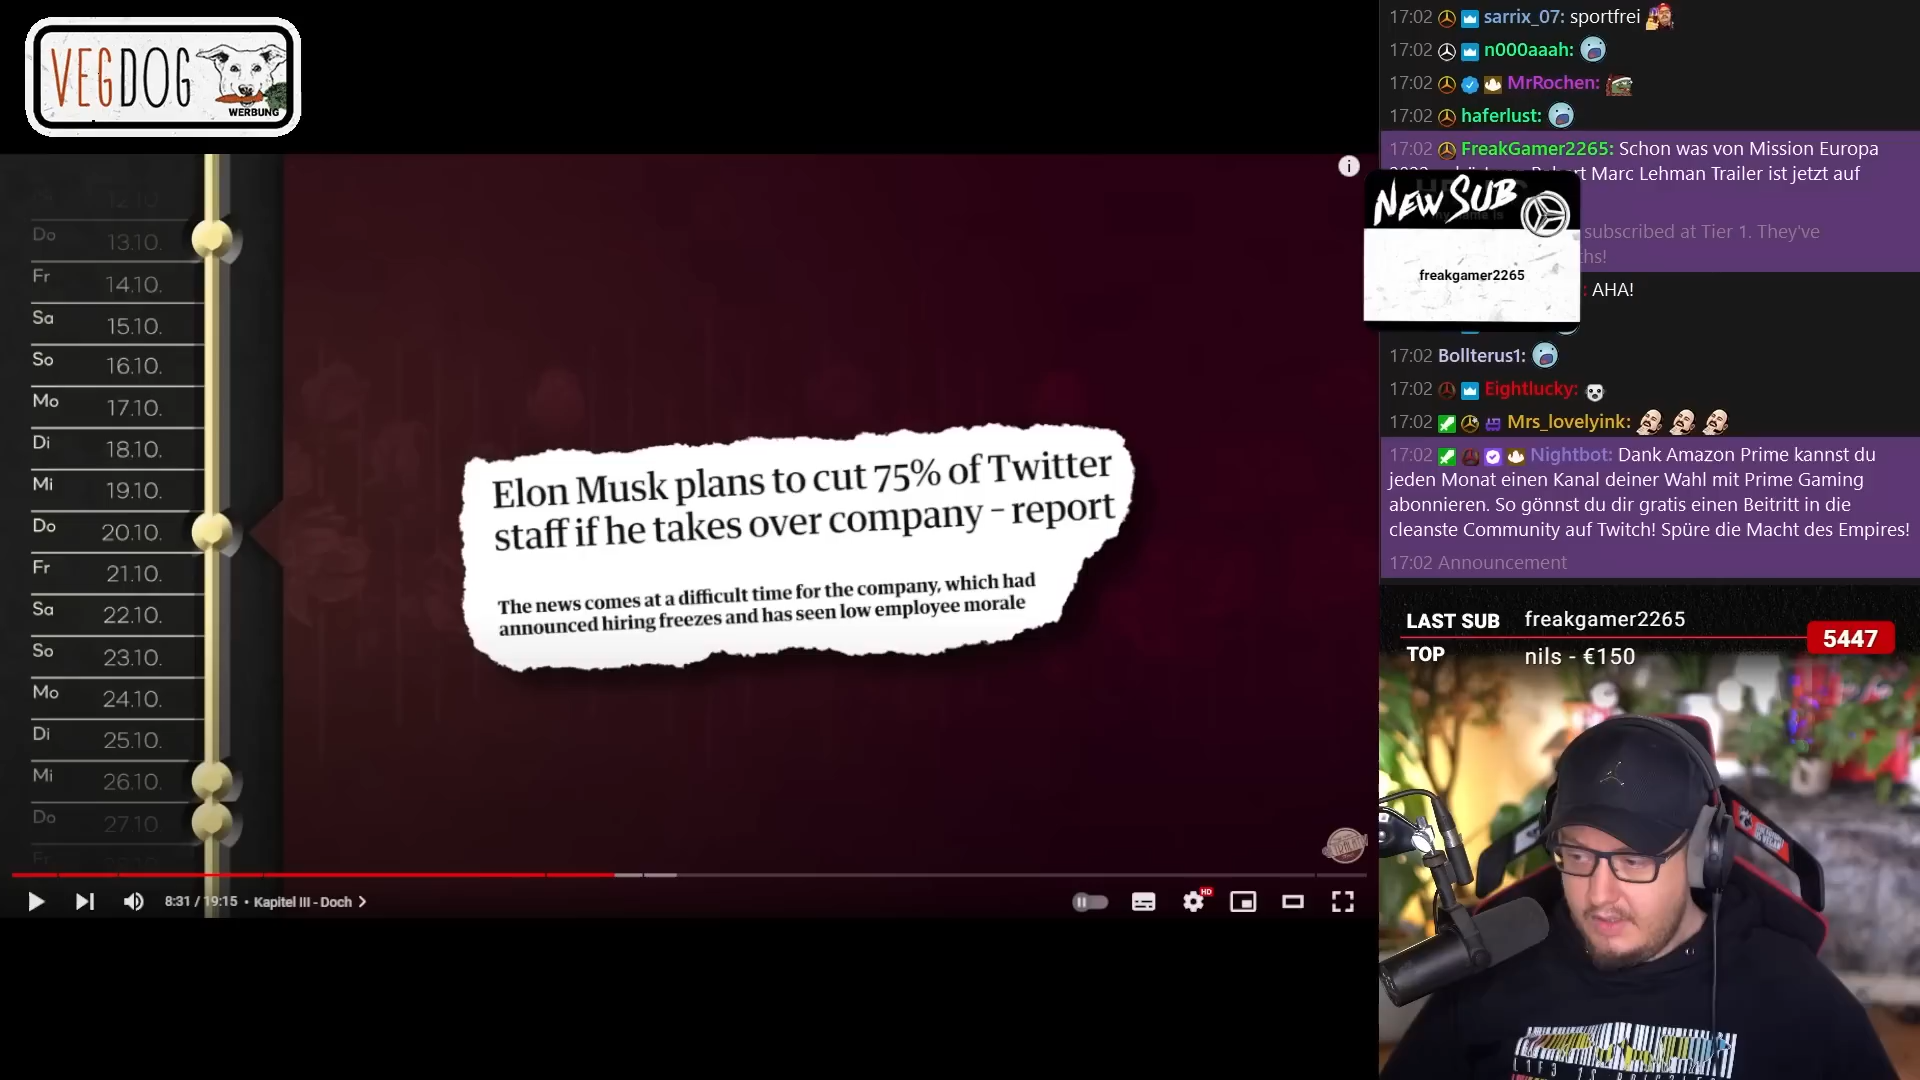 VEGDOG
WERBUNG
Do 13.10.
Fr 14.10.
Sa 15.10.
So 16.10.
Mo 17.10.
Di 18.10.
Mi 19.10.
Do 20.10.
Fr 21.10.
Sa 22.10.
So 23.10.
Mo 24.10.
Di 25.10.
Mi 26.10.
Do 27.10
Elon Musk plans to cut 75% of Twitter
staff if he takes over company – report
The news comes at a difficult time for the company, which had
announced hiring freezes and has seen low employee morale
8:31 / 19:15 • Kapitel III - Doch
HD
17:02 sarrix_07: sportfrei
17:02 n000aaah:
17:02 MrRochen:
17:02 haferlust:
17:02 FreakGamer2265: Schon was von Mission Europa
Marc Lehman Trailer ist jetzt auf
subscribed at Tier 1. They've
NEW SUB
freakgamer2265
: AHA!
17:02 Bollterus1:
17:02 Eightlucky:
17:02 Mrs_lovelyink:
17:02 Nightbot: Dank Amazon Prime kannst du
jeden Monat einen Kanal deiner Wahl mit Prime Gaming
abonnieren. So gönnst du dir gratis einen Beitritt in die
cleanste Community auf Twitch! Spüre die Macht des Empires!
17:02 Announcement
LAST SUB freakgamer2265
5447
TOP nils - €150